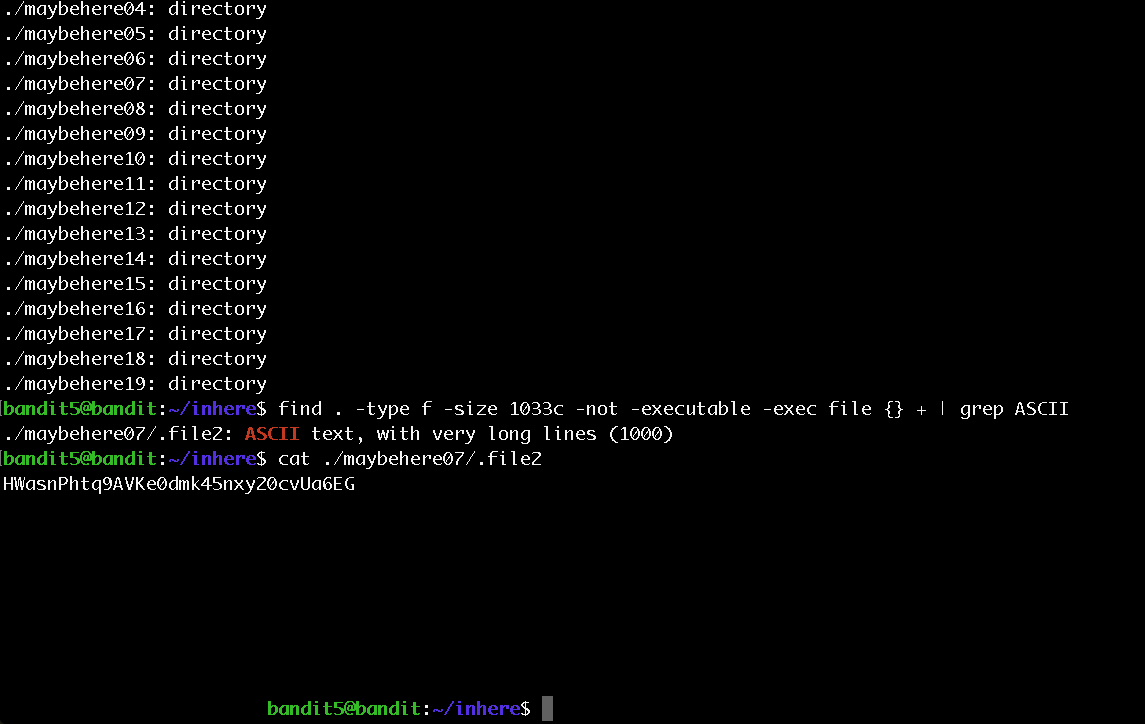 ./maybehere04: directory
./maybehere05: directory
./maybehere06: directory
./maybehere07: directory
./maybehere08: directory
./maybehere09: directory
./maybehere10: directory
./maybehere11: directory
./maybehere12: directory
./maybehere13: directory
./maybehere14: directory
./maybehere15: directory
./maybehere16: directory
./maybehere17: directory
./maybehere18: directory
./maybehere19: directory
[bandit5@bandit:~/inhere$ find . -type f -size 1033c -not -executable -exec file {} + | grep ASCII
./maybehere07/.file2: ASCII text, with very long lines (1000)
[bandit5@bandit:~/inhere$ cat ./maybehere07/.file2
HWasnPhtq9AVKe0dmk45nxy20cvUa6EG
bandit5@bandit:~/inhere$